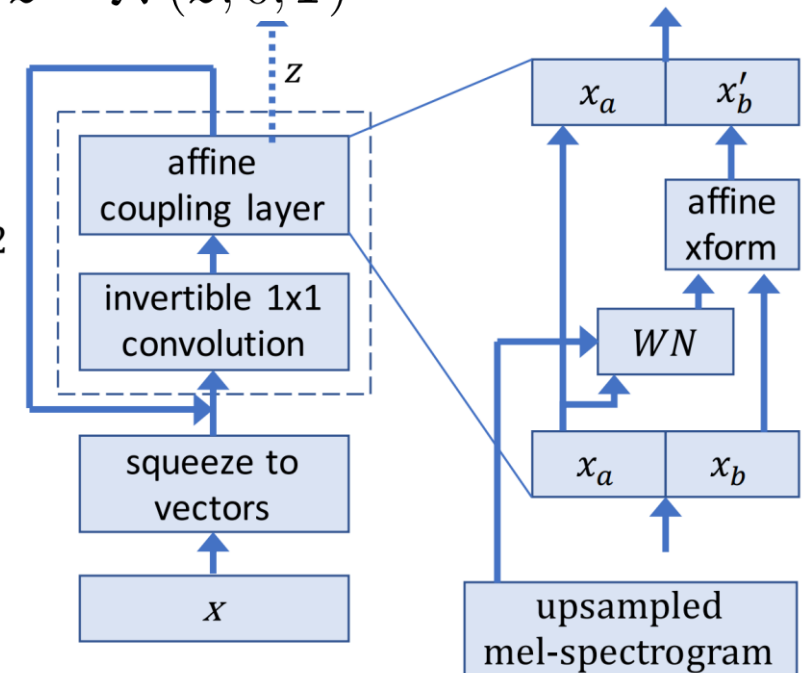 z
affine
coupling layer
invertible 1x1
convolution
squeeze to
vectors
x
x_a
x'_b
affine
xform
WN
x_a
x_b
upsampled
mel-spectrogram